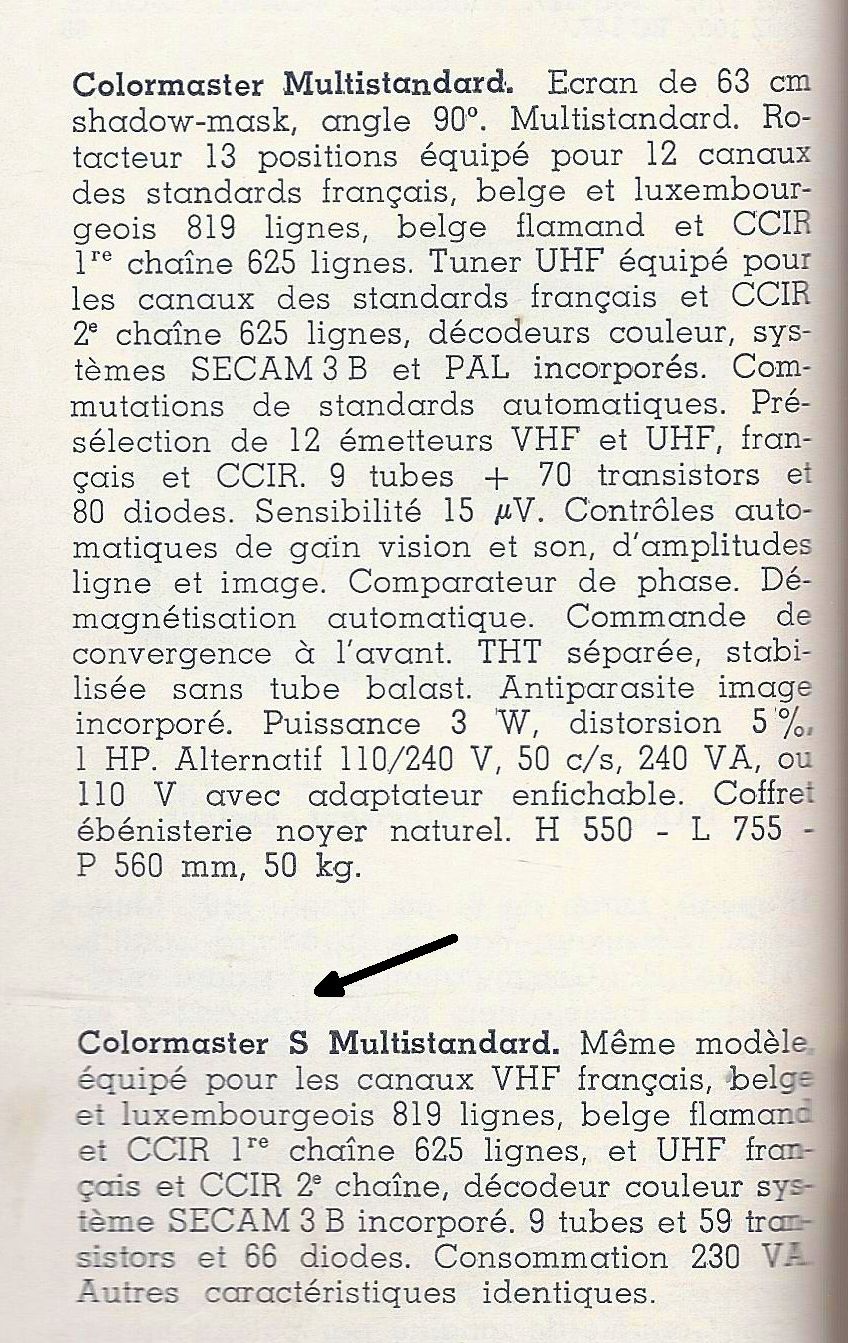 Colormaster Multistandard. Ecran de 63 cm
shadow-mask, angle 90°. Multistandard. Ro-
tacteur 13 positions équipé pour 12 canaux
des standards français, belge et luxembour-
geois 819 lignes, belge flamand et CCIR
1re chaîne 625 lignes. Tuner UHF équipé pour
les canaux des standards français et CCIR
2e chaîne 625 lignes, décodeurs couleur, sys-
tèmes SECAM 3 B et PAL incorporés. Com-
mutations de standards automatiques. Pré-
sélection de 12 émetteurs VHF et UHF, fran-
çais et CCIR. 9 tubes + 70 transistors et
80 diodes. Sensibilité 15 µV. Contrôles auto-
matiques de gain vision et son, d'amplitudes
ligne et image. Comparateur de phase. Dé-
magnétisation automatique. Commande de
convergence à l'avant. THT séparée, stabi-
lisée sans tube balast. Antiparasite image
incorporé. Puissance 3 W, distorsion 5 %.
1 HP. Alternatif 110/240 V, 50 c/s, 240 VA, ou
110 V avec adaptateur enfichable. Coffret
ébénisterie noyer naturel. H 550 - L 755 -
P 560 mm, 50 kg.
Colormaster S Multistandard. Même modèle,
équipé pour les canaux VHF français, belge
et luxembourgeois 819 lignes, belge flamand
et CCIR 1re chaîne 625 lignes, et UHF fran-
çais et CCIR 2e chaîne, décodeur couleur sys-
tème SECAM 3 B incorporé. 9 tubes et 59 tran-
sistors et 66 diodes. Consommation 230 VA.
Autres caractéristiques identiques.